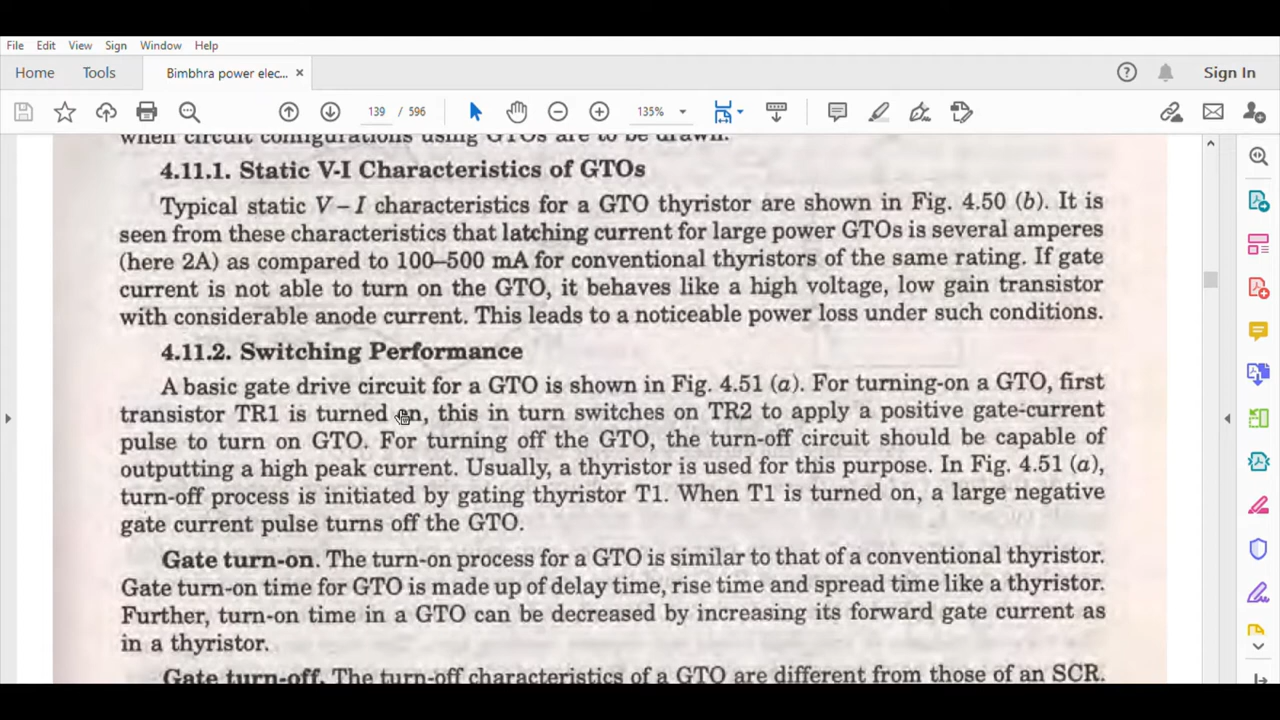 File Edit View Sign Window Help
Home Tools Bimbhra power elec... × Sign In
139 / 596 135%
when circuit configurations using GTOs are to be drawn.
4.11.1. Static V-I Characteristics of GTOs
Typical static V – I characteristics for a GTO thyristor are shown in Fig. 4.50 (b). It is
seen from these characteristics that latching current for large power GTOs is several amperes
(here 2A) as compared to 100–500 mA for conventional thyristors of the same rating. If gate
current is not able to turn on the GTO, it behaves like a high voltage, low gain transistor
with considerable anode current. This leads to a noticeable power loss under such conditions.
4.11.2. Switching Performance
A basic gate drive circuit for a GTO is shown in Fig. 4.51 (a). For turning-on a GTO, first
transistor TR1 is turned on, this in turn switches on TR2 to apply a positive gate-current
pulse to turn on GTO. For turning off the GTO, the turn-off circuit should be capable of
outputting a high peak current. Usually, a thyristor is used for this purpose. In Fig. 4.51 (a),
turn-off process is initiated by gating thyristor T1. When T1 is turned on, a large negative
gate current pulse turns off the GTO.
Gate turn-on. The turn-on process for a GTO is similar to that of a conventional thyristor.
Gate turn-on time for GTO is made up of delay time, rise time and spread time like a thyristor.
Further, turn-on time in a GTO can be decreased by increasing its forward gate current as
in a thyristor.
Gate turn-off. The turn-off characteristics of a GTO are different from those of an SCR.